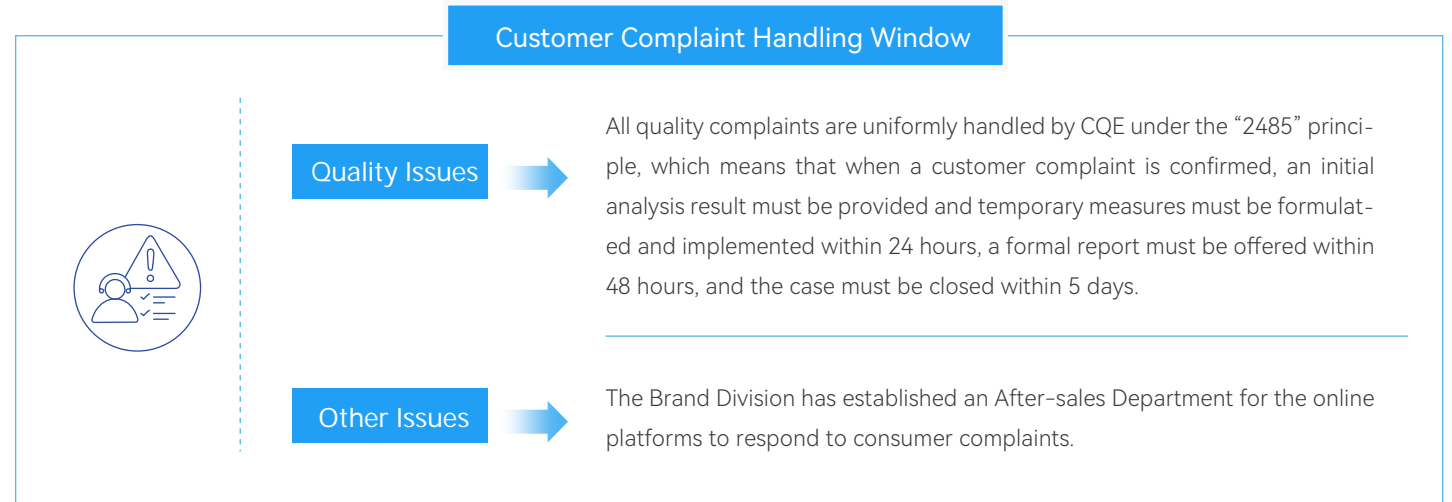 Customer Complaint Handling Window
Quality Issues
All quality complaints are uniformly handled by CQE under the “2485” princi-
ple, which means that when a customer complaint is confirmed, an initial
analysis result must be provided and temporary measures must be formulat-
ed and implemented within 24 hours, a formal report must be offered within
48 hours, and the case must be closed within 5 days.
Other Issues
The Brand Division has established an After-sales Department for the online
platforms to respond to consumer complaints.